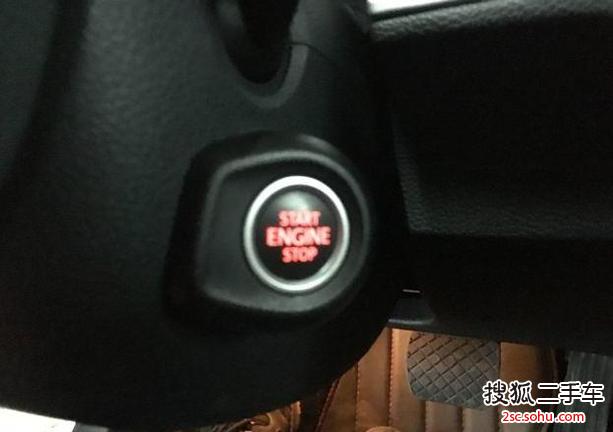 START
ENGINE
STOP
搜狐 二手车
2sc.sohu.com